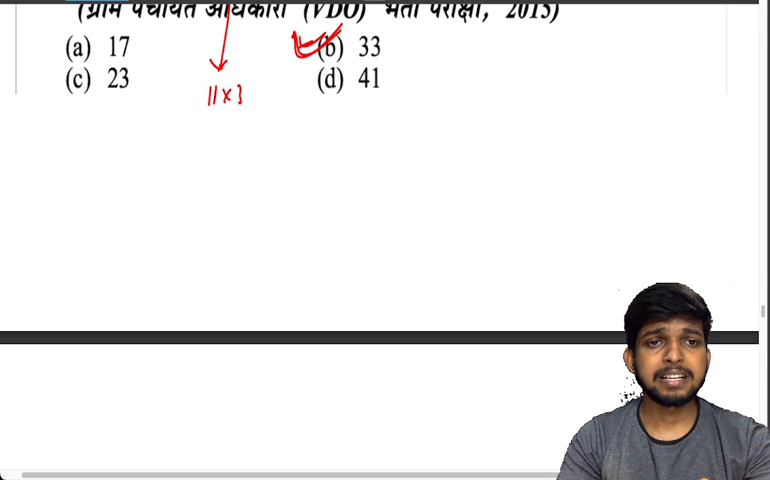 (ग्राम पंचायत अधिकारी (VDO) भर्ती परीक्षा, 2015)
(a) 17 (b) 33
(c) 23 (d) 41
11 × 3